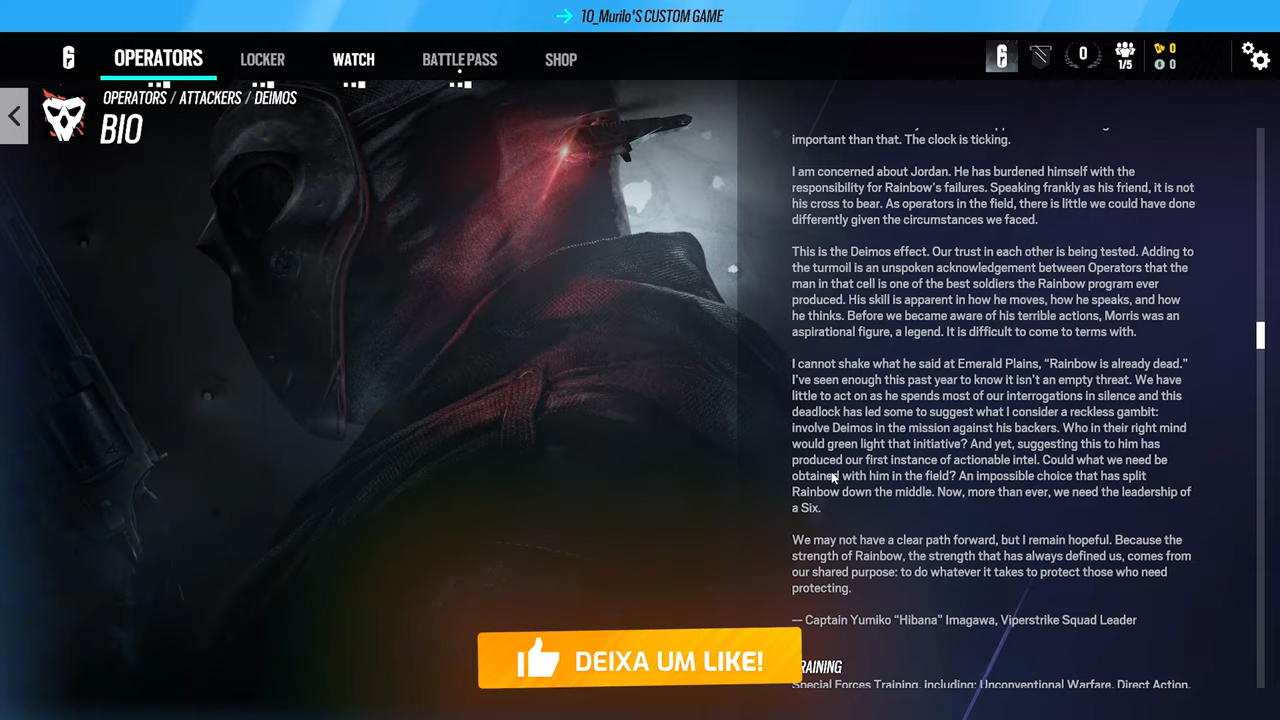 10_Murilo'S CUSTOM GAME
OPERATORS
LOCKER
WATCH
BATTLE PASS
SHOP
6
0
1/5
0
0
OPERATORS / ATTACKERS / DEIMOS
BIO
important than that. The clock is ticking.
I am concerned about Jordan. He has burdened himself with the
responsibility for Rainbow's failures. Speaking frankly as his friend, it is not
his cross to bear. As operators in the field, there is little we could have done
differently given the circumstances we faced.
This is the Deimos effect. Our trust in each other is being tested. Adding to
the turmoil is an unspoken acknowledgement between Operators that the
man in that cell is one of the best soldiers the Rainbow program ever
produced. His skill is apparent in how he moves, how he speaks, and how
he thinks. Before we became aware of his terrible actions, Morris was an
aspirational figure, a legend. It is difficult to come to terms with.
I cannot shake what he said at Emerald Plains, “Rainbow is already dead.”
I've seen enough this past year to know it isn't an empty threat. We have
little to act on as he spends most of our interrogations in silence and this
deadlock has led some to suggest what I consider a reckless gambit:
involve Deimos in the mission against his backers. Who in their right mind
would green light that initiative? And yet, suggesting this to him has
produced our first instance of actionable intel. Could what we need be
obtained with him in the field? An impossible choice that has split
Rainbow down the middle. Now, more than ever, we need the leadership of
a Six.
We may not have a clear path forward, but I remain hopeful. Because the
strength of Rainbow, the strength that has always defined us, comes from
our shared purpose: to do whatever it takes to protect those who need
protecting.
— Captain Yumiko “Hibana” Imagawa, Viperstrike Squad Leader
DEIXA UM LIKE!
RAINING
Special Forces Training, including: Unconventional Warfare, Direct Action,